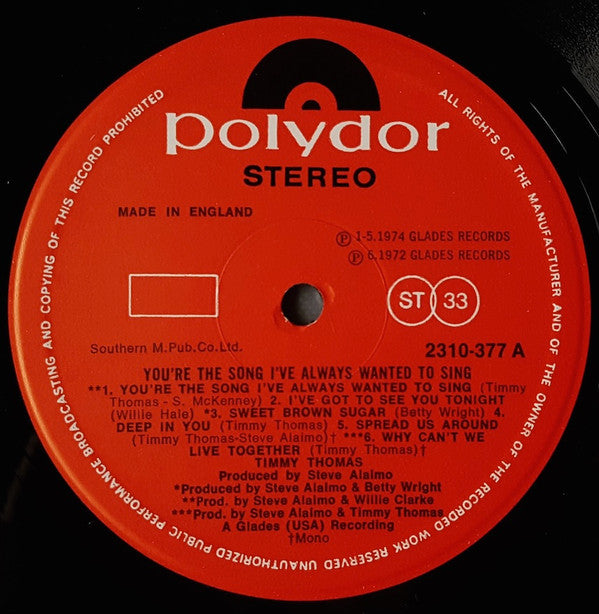 polydor
STEREO
MADE IN ENGLAND
Ⓟ 1-5.1974 GLADES RECORDS
Ⓟ 6.1972 GLADES RECORDS
ST 33
Southern M.Pub.Co.Ltd.
2310-377 A
YOU'RE THE SONG I'VE ALWAYS WANTED TO SING
**1. YOU'RE THE SONG I'VE ALWAYS WANTED TO SING (Timmy
Thomas - S. McKenney) 2. I'VE GOT TO SEE YOU TONIGHT
(Willie Hale) *3. SWEET BROWN SUGAR (Betty Wright) 4.
DEEP IN YOU (Timmy Thomas) 5. SPREAD US AROUND
(Timmy Thomas-Steve Alaimo)† ***6. WHY CAN'T WE
LIVE TOGETHER (Timmy Thomas)†
TIMMY THOMAS
Produced by Steve Alaimo
*Produced by Steve Alaimo & Betty Wright
**Prod. by Steve Alaimo & Willie Clarke
***Prod. by Steve Alaimo & Timmy Thomas
A Glades (USA) Recording
†Mono
ALL RIGHTS OF THE MANUFACTURER AND OF THE OWNER OF THE RECORDED WORK RESERVED UNAUTHORIZED PUBLIC PERFORMANCE BROADCASTING AND COPYING OF THIS RECORD PROHIBITED